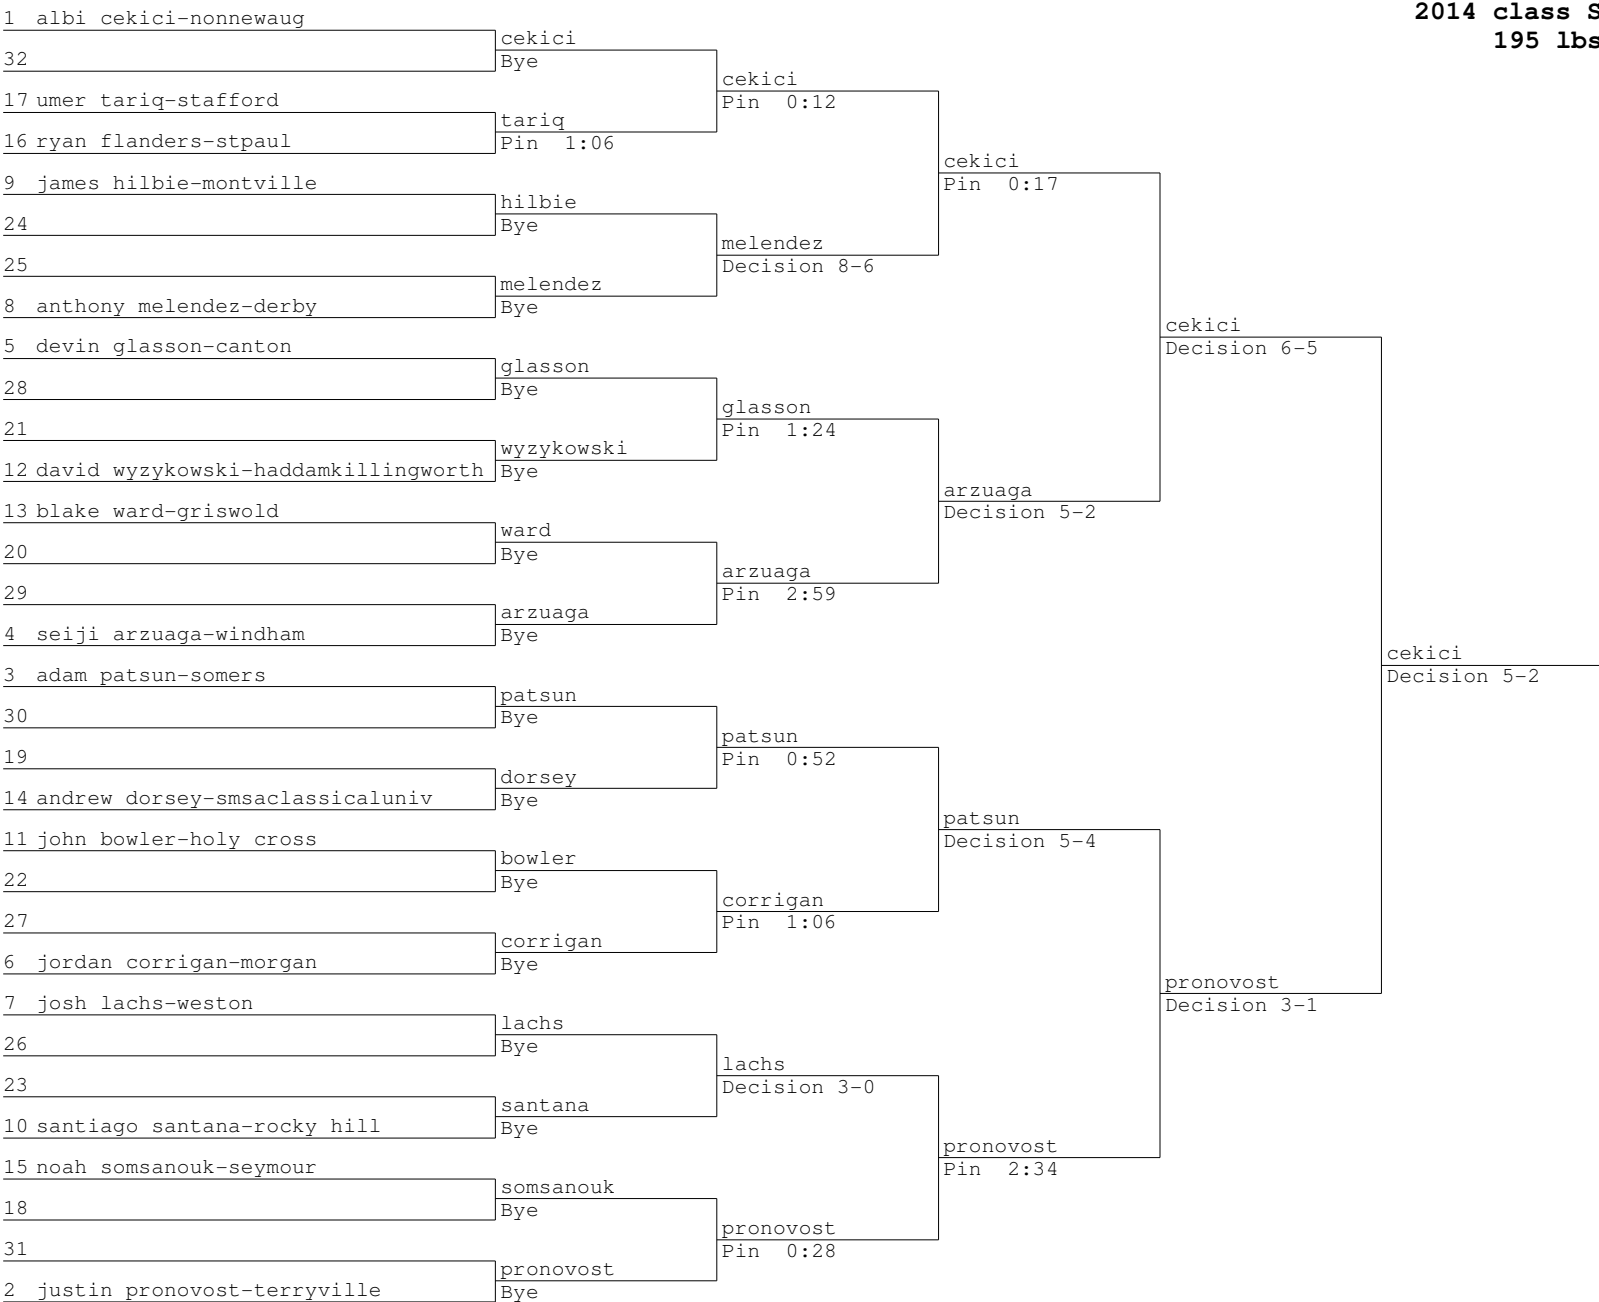 2014 class S
195 lbs
1 albi cekici-nonnewaug
32
17 umer tariq-stafford
16 ryan flanders-stpaul
9 james hilbie-montville
24
25
8 anthony melendez-derby
5 devin glasson-canton
28
21
12 david wyzykowski-haddamkillingworth
13 blake ward-griswold
20
29
4 seiji arzuaga-windham
3 adam patsun-somers
30
19
14 andrew dorsey-smsaclassicaluniv
11 john bowler-holy cross
22
27
6 jordan corrigan-morgan
7 josh lachs-weston
26
23
10 santiago santana-rocky hill
15 noah somsanouk-seymour
18
31
2 justin pronovost-terryville
cekici
Bye
tariq
Pin 1:06
hilbie
Bye
melendez
Bye
glasson
Bye
wyzykowski
Bye
ward
Bye
arzuaga
Bye
patsun
Bye
dorsey
Bye
bowler
Bye
corrigan
Bye
lachs
Bye
santana
Bye
somsanouk
Bye
pronovost
Bye
cekici
Pin 0:12
melendez
Decision 8-6
glasson
Pin 1:24
arzuaga
Pin 2:59
patsun
Pin 0:52
corrigan
Pin 1:06
lachs
Decision 3-0
pronovost
Pin 0:28
cekici
Pin 0:17
arzuaga
Decision 5-2
patsun
Decision 5-4
pronovost
Pin 2:34
cekici
Decision 6-5
pronovost
Decision 3-1
cekici
Decision 5-2